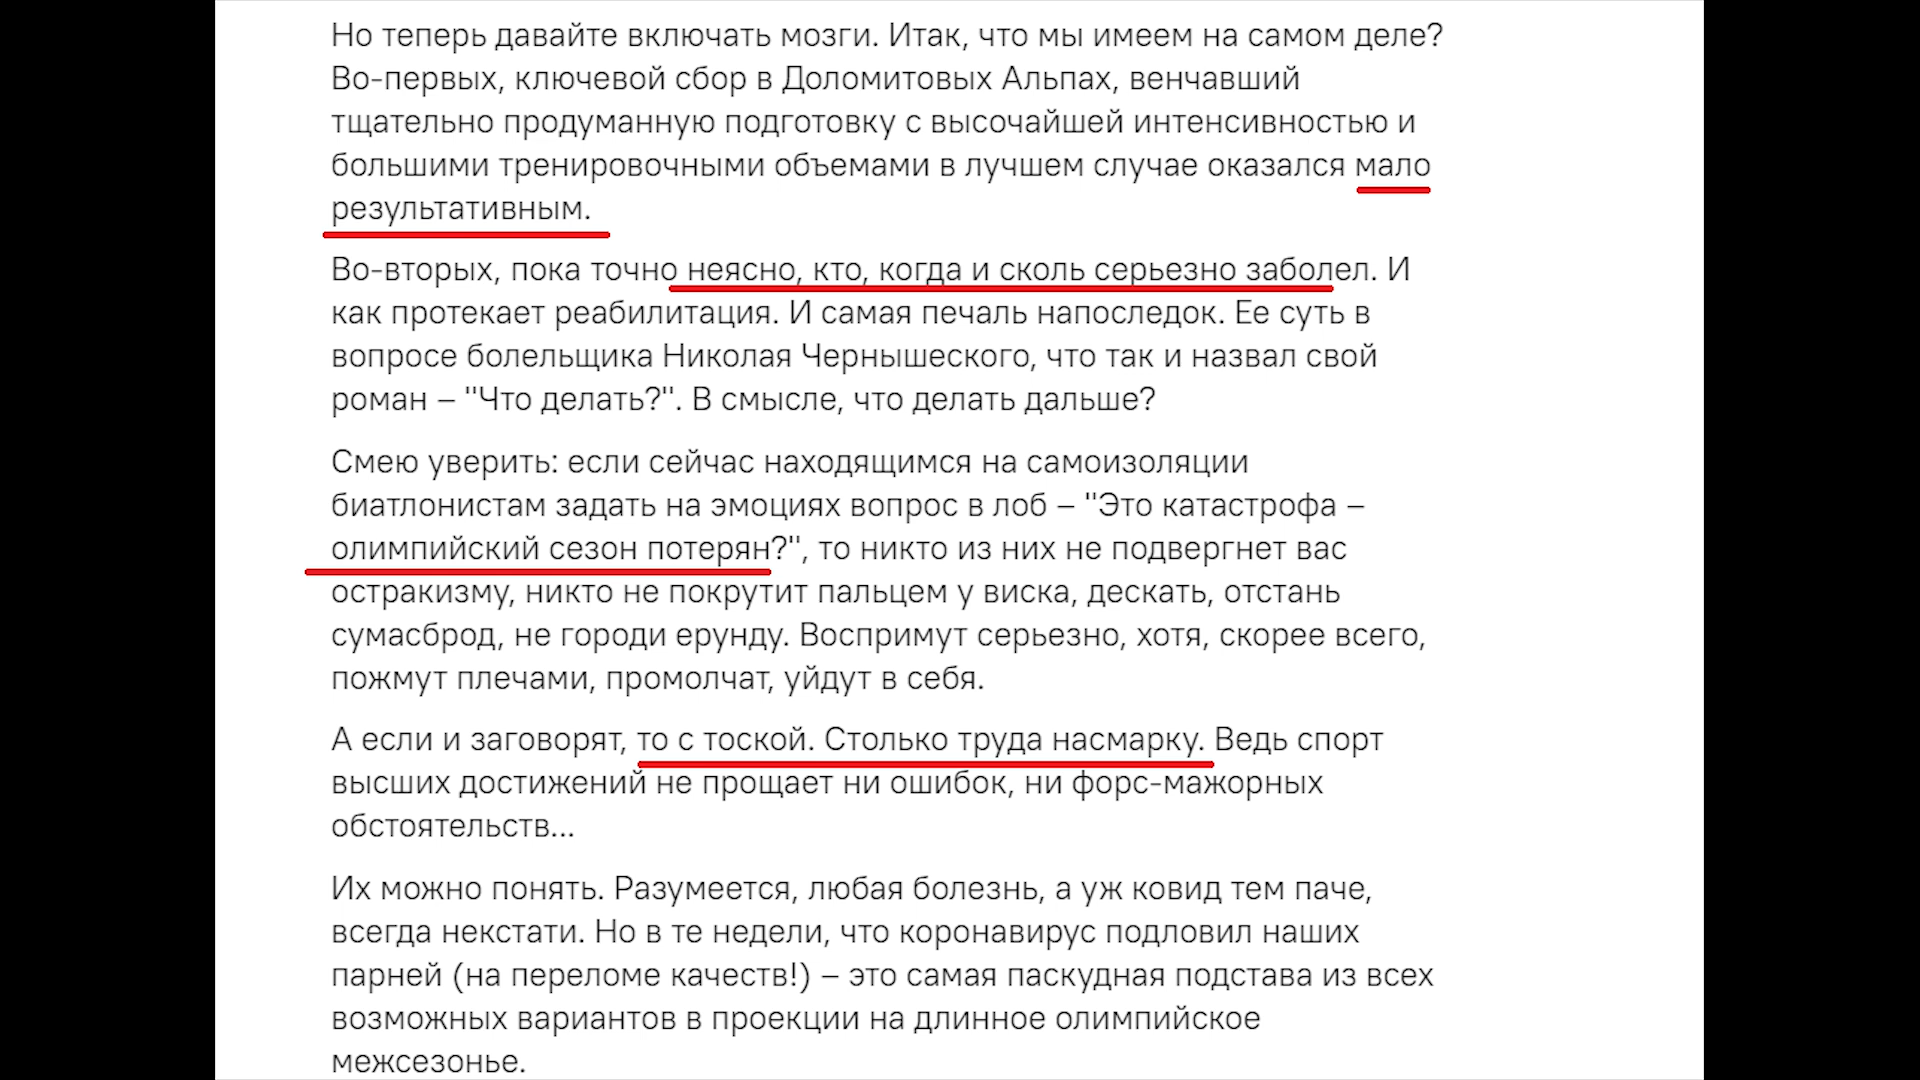 Но теперь давайте включать мозги. Итак, что мы имеем на самом деле?
Во-первых, ключевой сбор в Доломитовых Альпах, венчавший
тщательно продуманную подготовку с высочайшей интенсивностью и
большими тренировочными объемами в лучшем случае оказался мало
результативным.
Во-вторых, пока точно неясно, кто, когда и сколь серьезно заболел. И
как протекает реабилитация. И самая печаль напоследок. Ее суть в
вопросе болельщика Николая Чернышеского, что так и назвал свой
роман – "Что делать?". В смысле, что делать дальше?
Смею уверить: если сейчас находящимся на самоизоляции
биатлонистам задать на эмоциях вопрос в лоб – "Это катастрофа –
олимпийский сезон потерян?", то никто из них не подвергнет вас
остракизму, никто не покрутит пальцем у виска, дескать, отстань
сумасброд, не городи ерунду. Воспримут серьезно, хотя, скорее всего,
пожмут плечами, промолчат, уйдут в себя.
А если и заговорят, то с тоской. Столько труда насмарку. Ведь спорт
высших достижений не прощает ни ошибок, ни форс-мажорных
обстоятельств...
Их можно понять. Разумеется, любая болезнь, а уж ковид тем паче,
всегда некстати. Но в те недели, что коронавирус подловил наших
парней (на переломе качеств!) – это самая паскудная подстава из всех
возможных вариантов в проекции на длинное олимпийское
межсезонье.